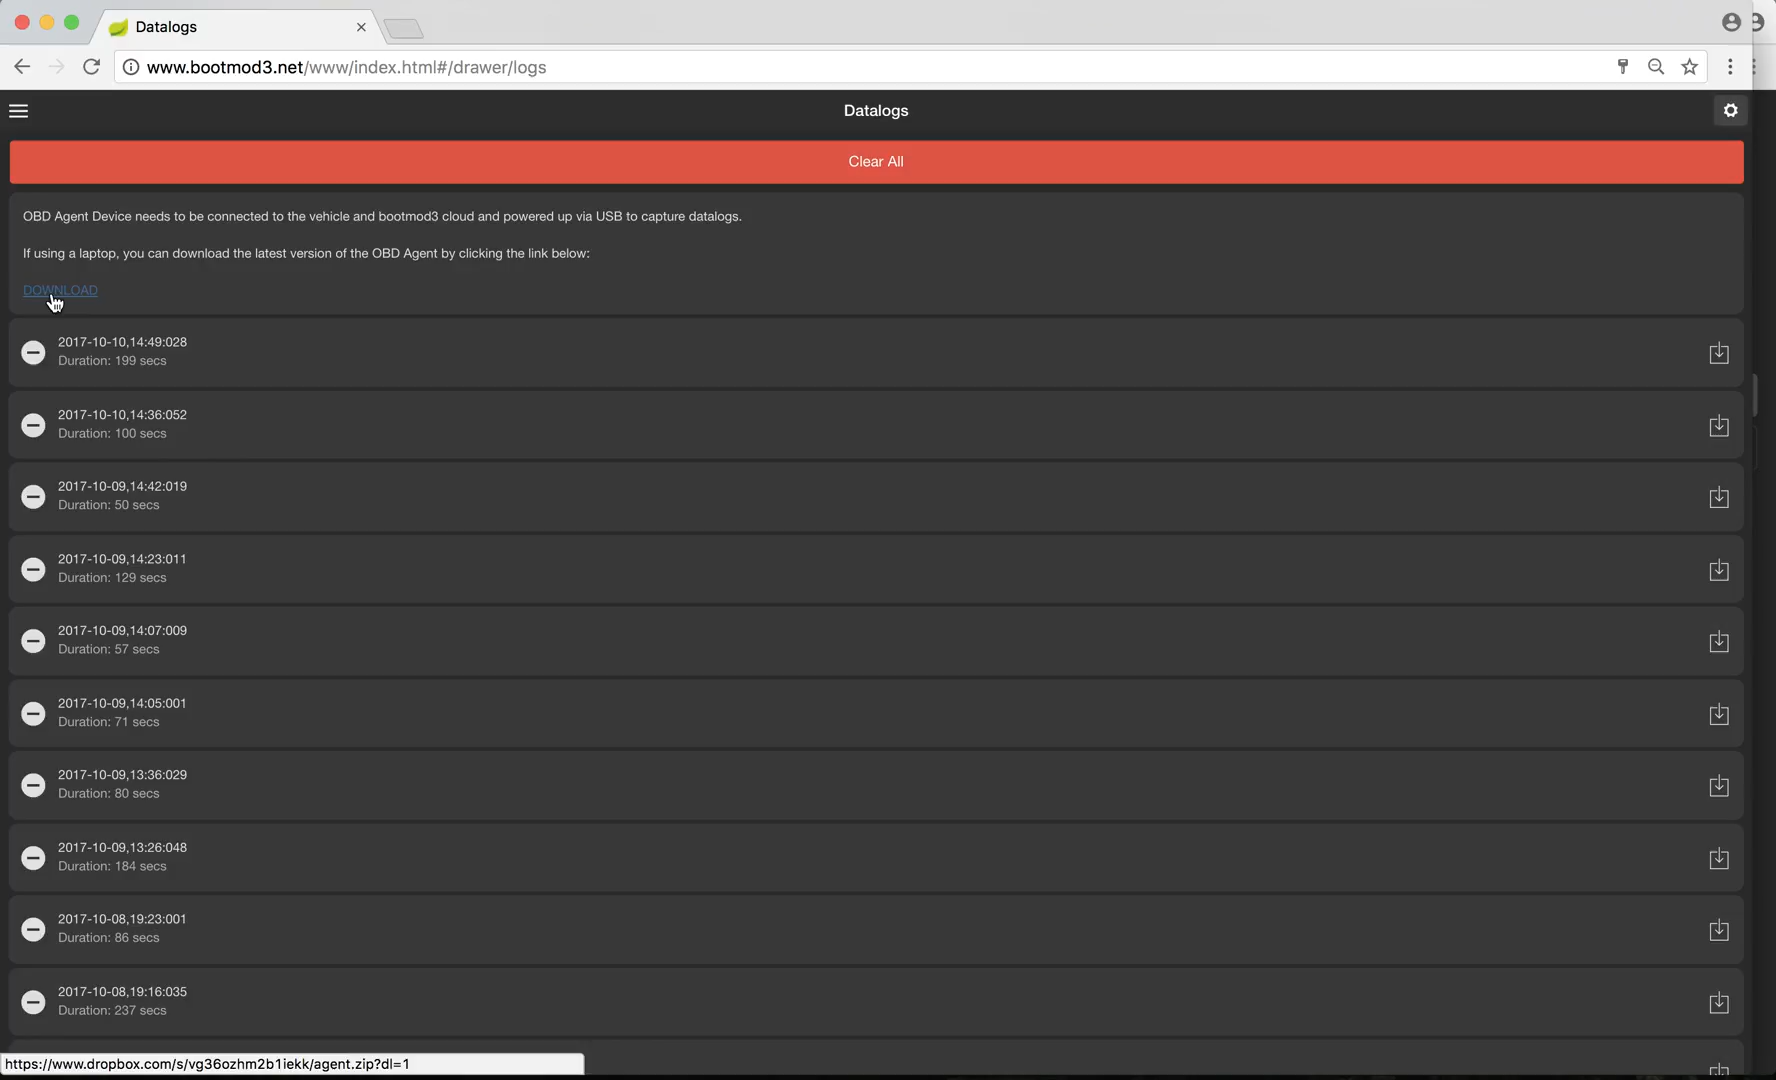 Datalogs
www.bootmod3.net/www/index.html#/drawer/logs
Datalogs
Clear All
OBD Agent Device needs to be connected to the vehicle and bootmod3 cloud and powered up via USB to capture datalogs.
If using a laptop, you can download the latest version of the OBD Agent by clicking the link below:
DOWNLOAD
2017-10-10,14:49:028
Duration: 199 secs
2017-10-10,14:36:052
Duration: 100 secs
2017-10-09,14:42:019
Duration: 50 secs
2017-10-09,14:23:011
Duration: 129 secs
2017-10-09,14:07:009
Duration: 57 secs
2017-10-09,14:05:001
Duration: 71 secs
2017-10-09,13:36:029
Duration: 80 secs
2017-10-09,13:26:048
Duration: 184 secs
2017-10-08,19:23:001
Duration: 86 secs
2017-10-08,19:16:035
Duration: 237 secs
https://www.dropbox.com/s/vg36ozhm2b1iekk/agent.zip?dl=1